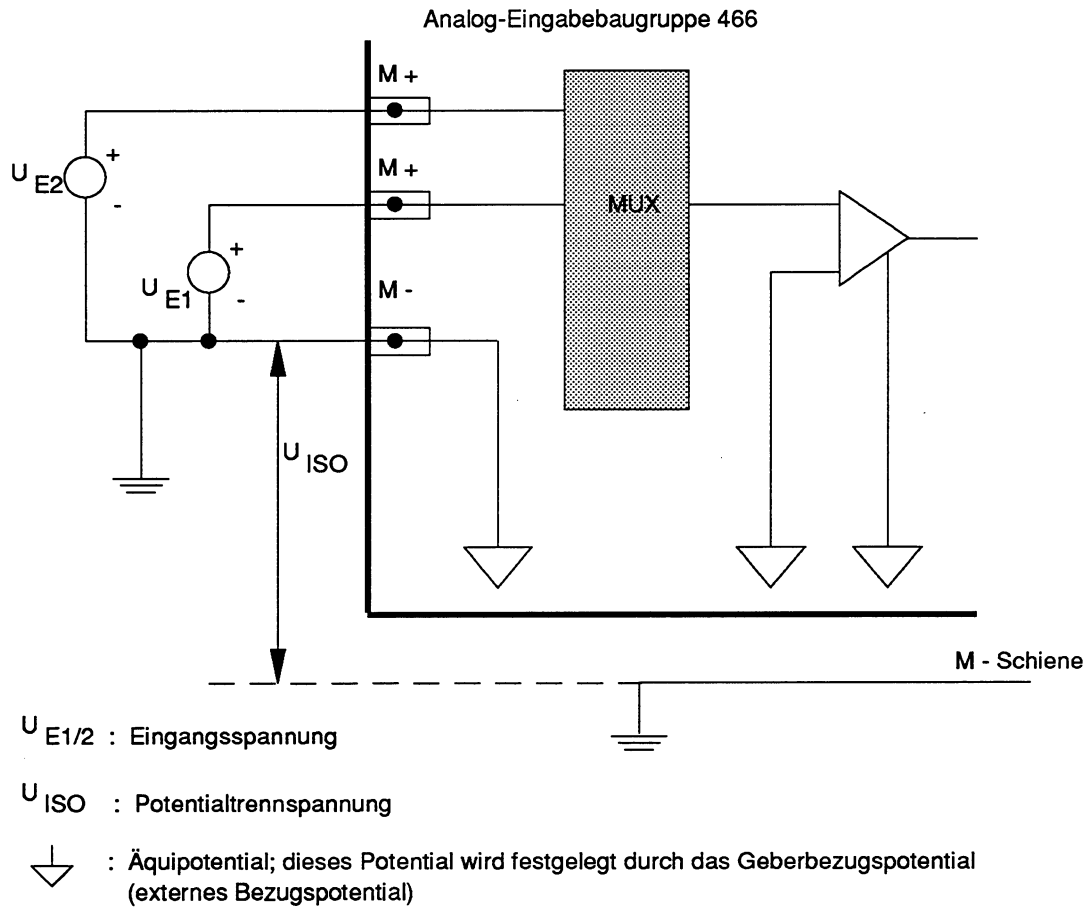 Analog-Eingabebaugruppe 466
M +
+
U E2
-
M +
MUX
+
U E1
-
M -
U ISO
M - Schiene
U E1/2 : Eingangsspannung
U ISO : Potentialtrennspannung
: Äquipotential; dieses Potential wird festgelegt durch das Geberbezugspotential
(externes Bezugspotential)